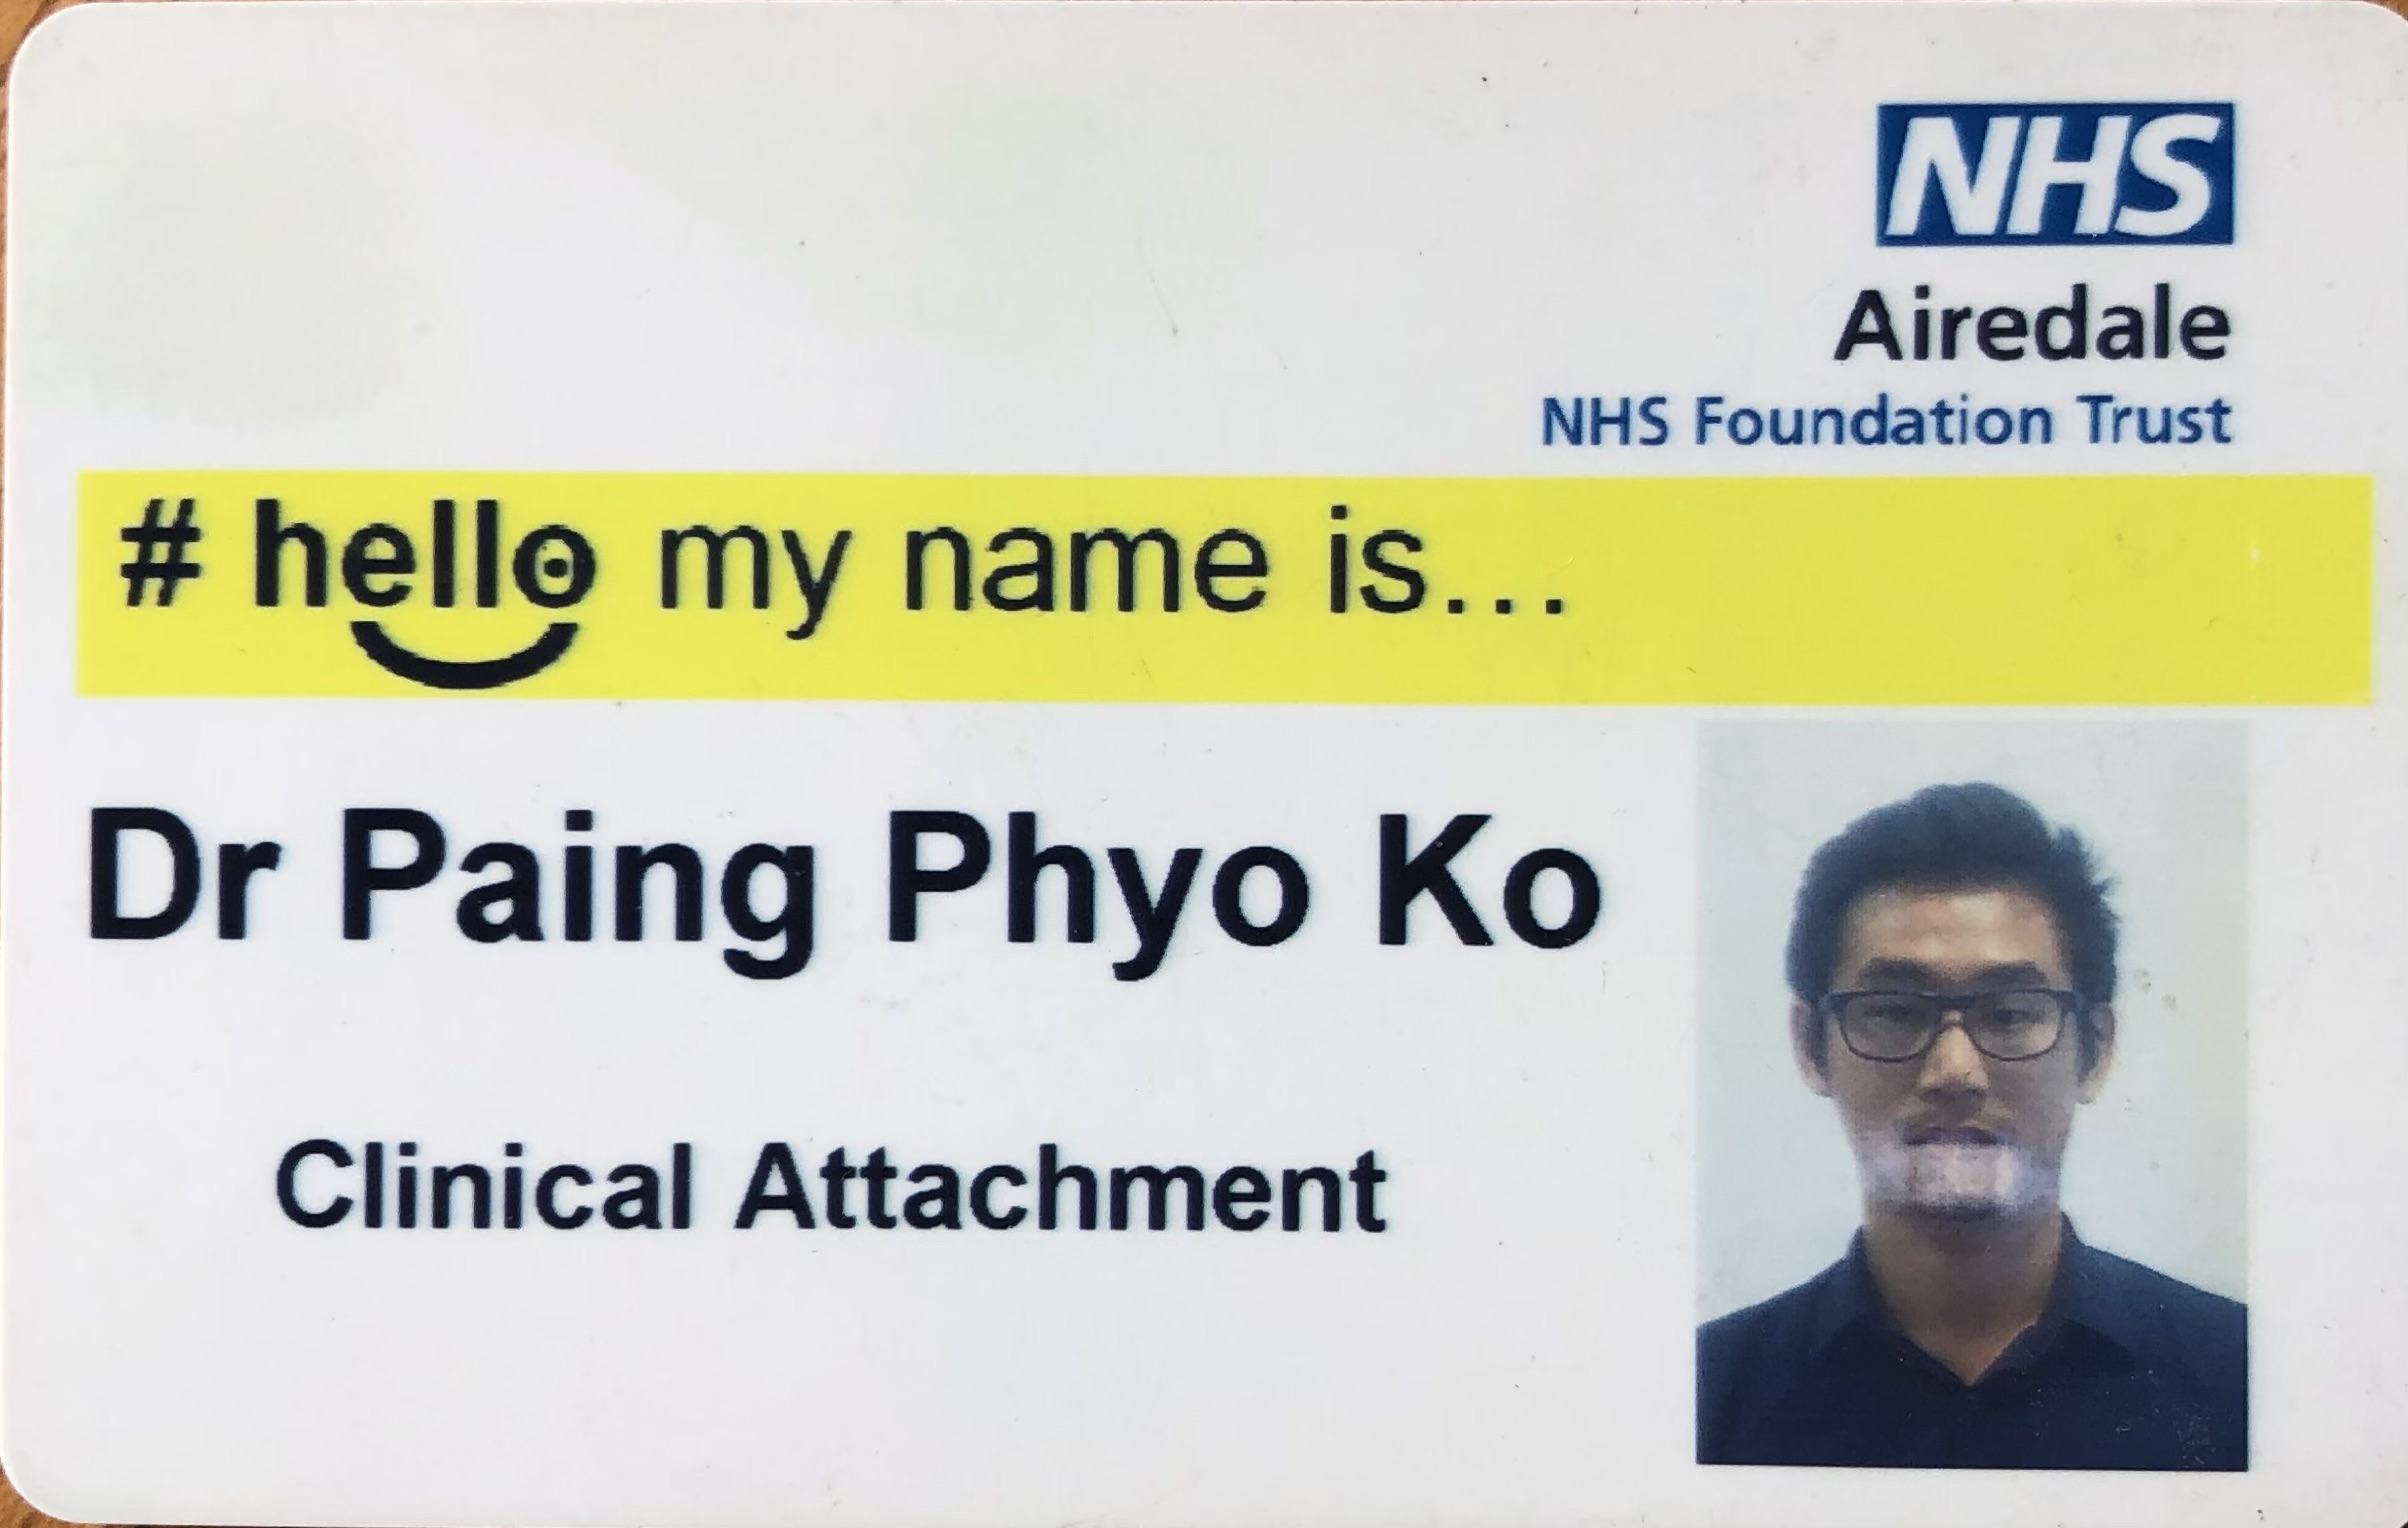 NHS
Airedale
NHS Foundation Trust
# hello my name is...
Dr Paing Phyo Ko
Clinical Attachment